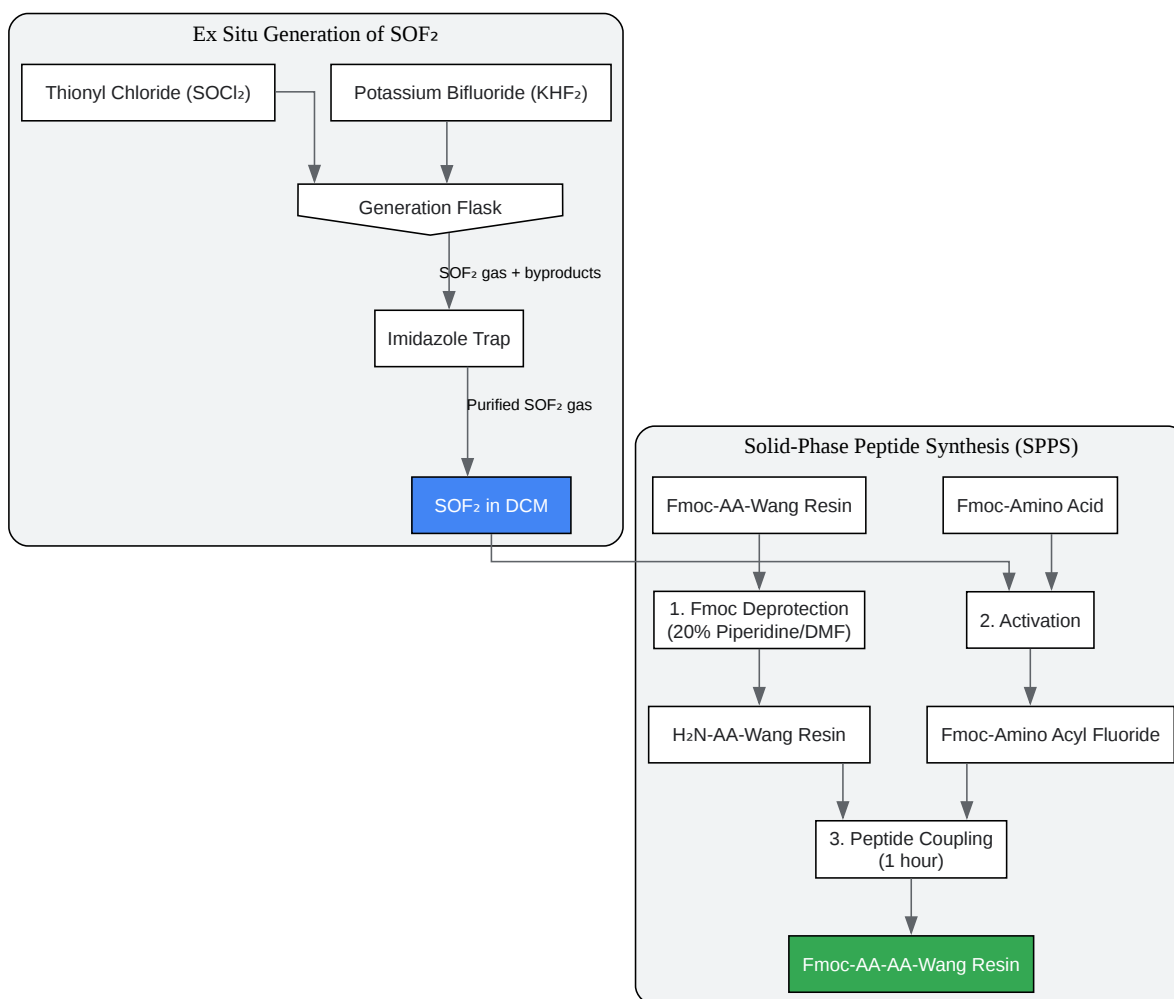 Ex Situ Generation of SOF₂
Thionyl Chloride (SOCl₂)
Potassium Bifluoride (KHF₂)
Generation Flask
SOF₂ gas + byproducts
Imidazole Trap
Purified SOF₂ gas
SOF₂ in DCM
Solid-Phase Peptide Synthesis (SPPS)
Fmoc-AA-Wang Resin
Fmoc-Amino Acid
1. Fmoc Deprotection
(20% Piperidine/DMF)
2. Activation
H₂N-AA-Wang Resin
Fmoc-Amino Acyl Fluoride
3. Peptide Coupling
(1 hour)
Fmoc-AA-AA-Wang Resin